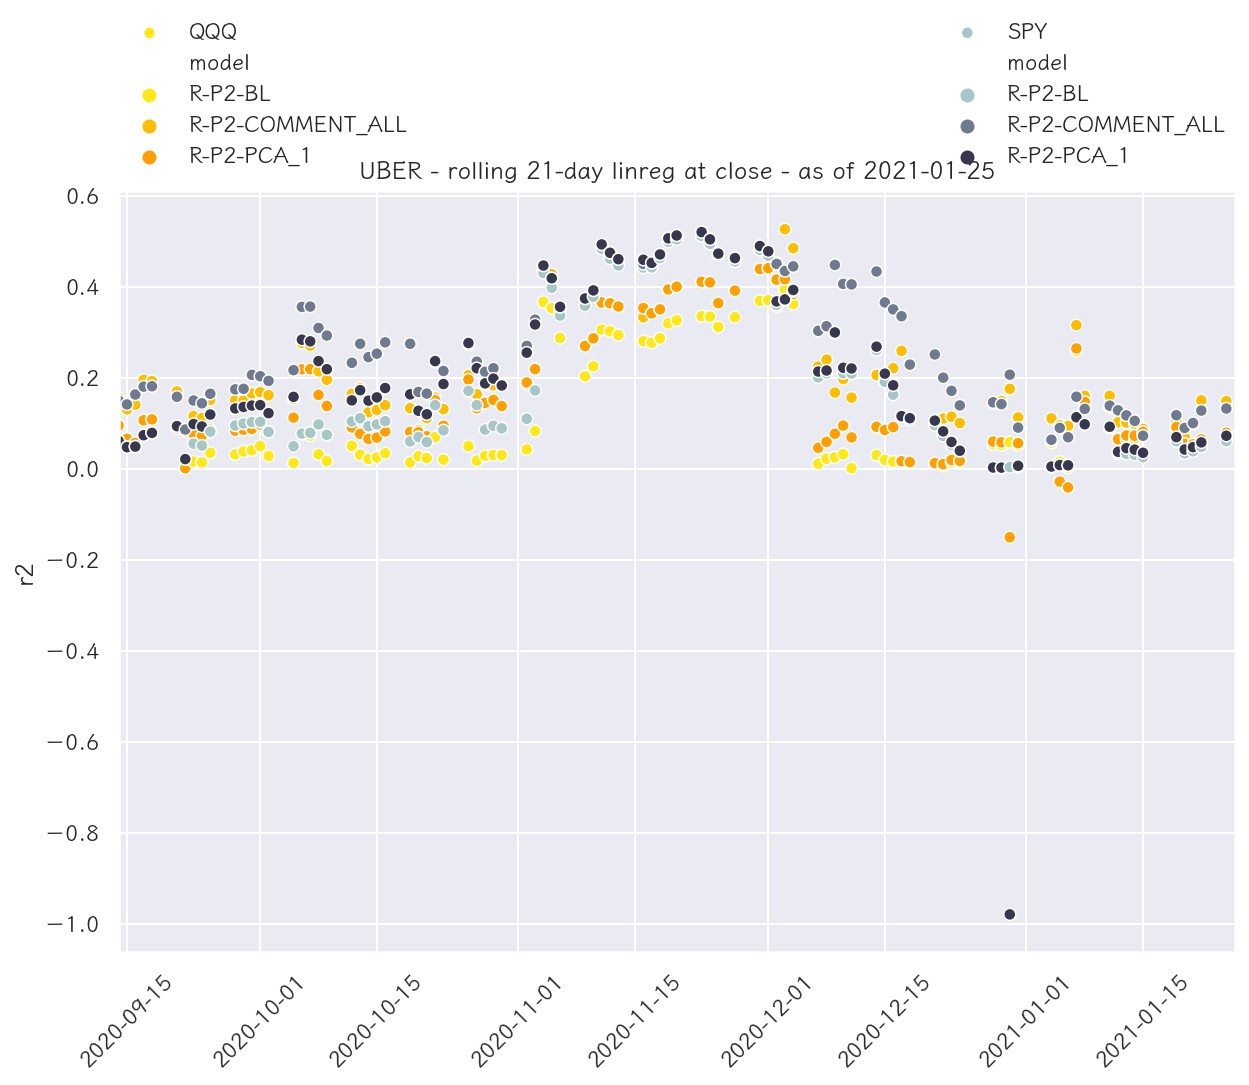 QQQ
model
R-P2-BL
R-P2-COMMENT_ALL
R-P2-PCA_1
SPY
model
R-P2-BL
R-P2-COMMENT_ALL
R-P2-PCA_1
UBER - rolling 21-day linreg at close - as of 2021-01-25
0.6
0.4
0.2
0.0
−0.2
−0.4
−0.6
−0.8
−1.0
r2
2020-09-15
2020-10-01
2020-10-15
2020-11-01
2020-11-15
2020-12-01
2020-12-15
2021-01-01
2021-01-15